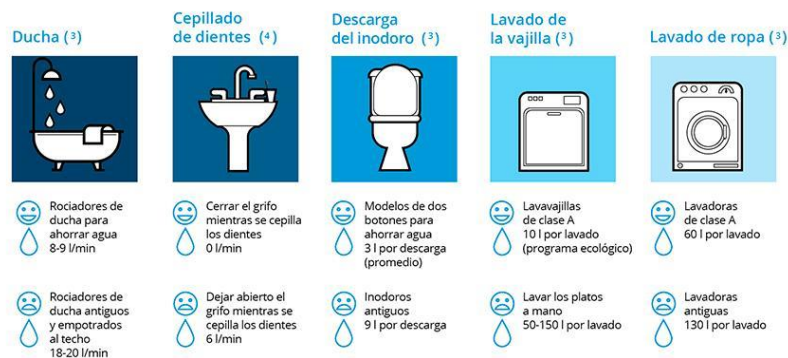 Ducha (³)
Cepillado
de dientes (⁴)
Descarga
del inodoro (³)
Lavado de
la vajilla (³)
Lavado de ropa (³)
Rociadores de
ducha para
ahorrar agua
8-9 l/min
Cerrar el grifo
mientras se cepilla
los dientes
0 l/min
Modelos de dos
botones para
ahorrar agua
3 l por descarga
(promedio)
Lavavajillas
de clase A
10 l por lavado
(programa ecológico)
Lavadoras
de clase A
60 l por lavado
Rociadores de
ducha antiguos
y empotrados
al techo
18-20 l/min
Dejar abierto el
grifo mientras se
cepilla los dientes
6 l/min
Inodoros
antiguos
9 l por descarga
Lavar los platos
a mano
50-150 l por lavado
Lavadoras
antiguas
130 l por lavado